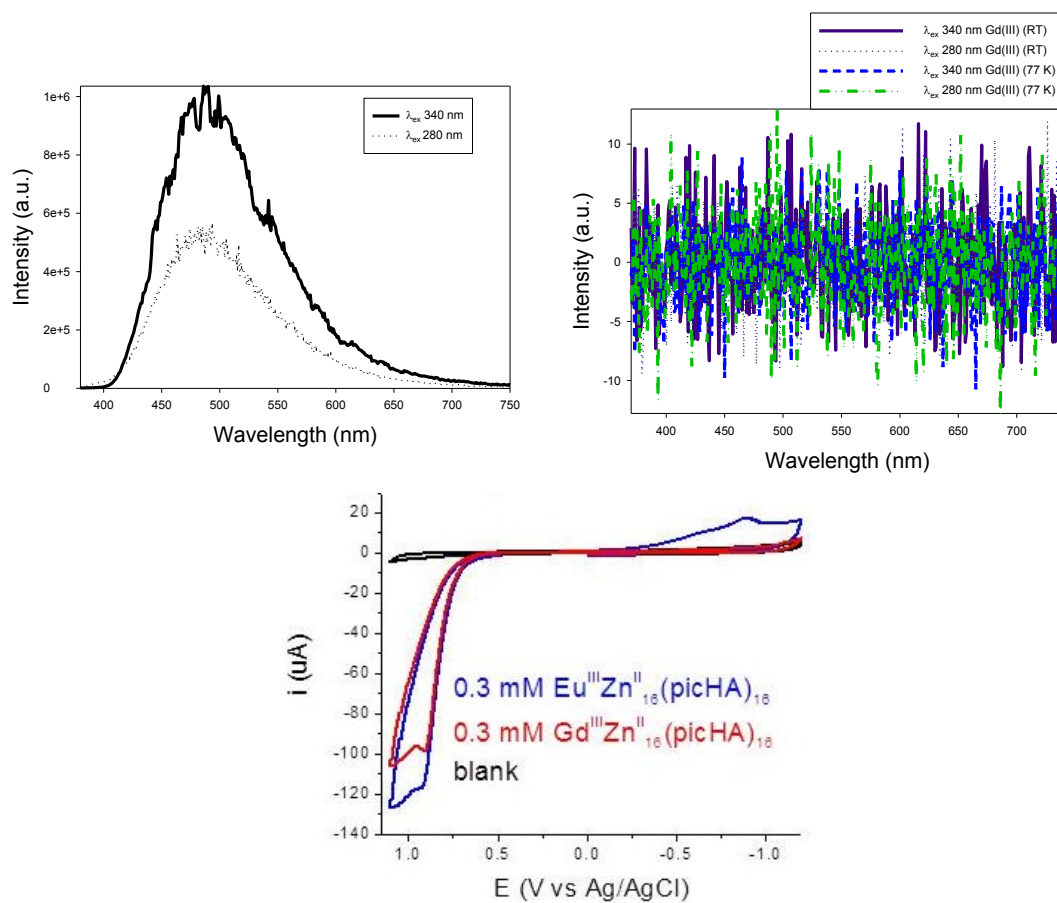 1e+6
8e+5
6e+5
4e+5
2e+5
0
Intensity (a.u.)
λex 340 nm
λex 280 nm
400 450 500 550 600 650 700 750
Wavelength (nm)
λex 340 nm Gd(III) (RT)
λex 280 nm Gd(III) (RT)
λex 340 nm Gd(III) (77 K)
λex 280 nm Gd(III) (77 K)
10
5
0
-5
-10
Intensity (a.u.)
400 450 500 550 600 650 700
Wavelength (nm)
20
0
-20
-40
-60
-80
-100
-120
-140
i (uA)
0.3 mM EuIIIZnII16(picHA)16
0.3 mM GdIIIZnII16(picHA)16
blank
1.0 0.5 0.0 -0.5 -1.0
E (V vs Ag/AgCl)